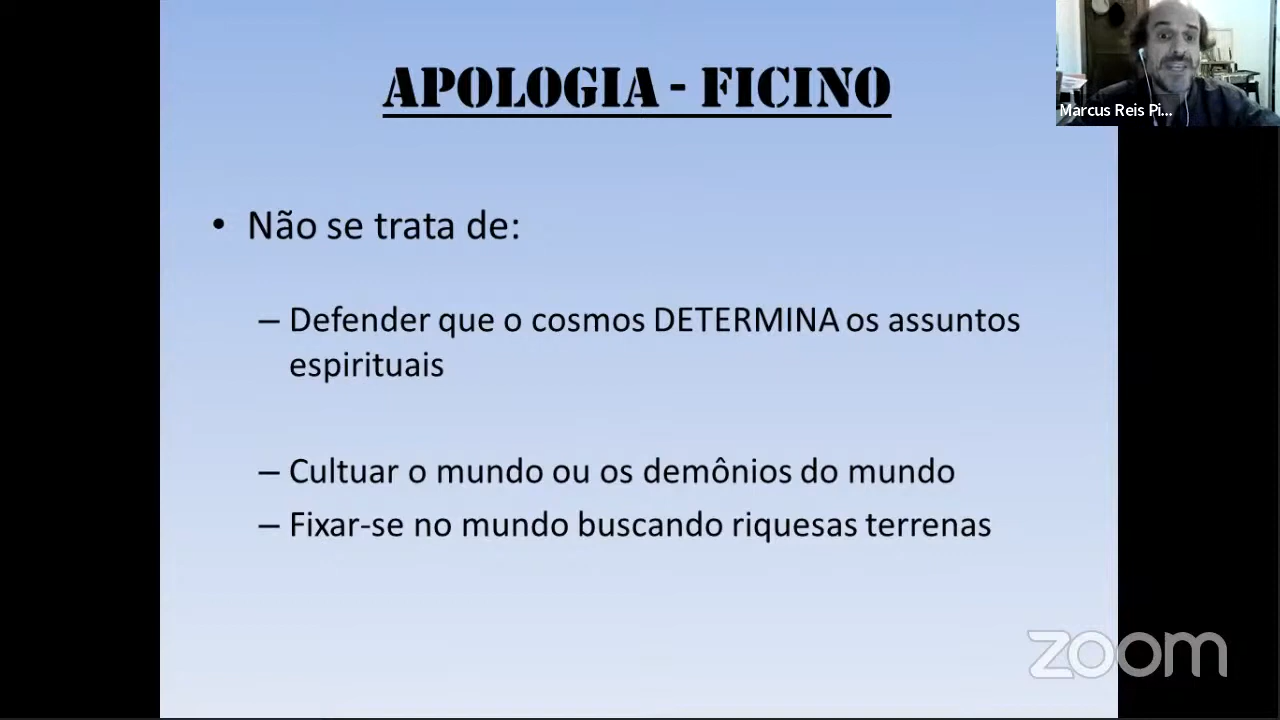 APOLOGIA - FICINO
Marcus Reis Pi...
• Não se trata de:
– Defender que o cosmos DETERMINA os assuntos
espirituais
– Cultuar o mundo ou os demônios do mundo
– Fixar-se no mundo buscando riquesas terrenas
zoom